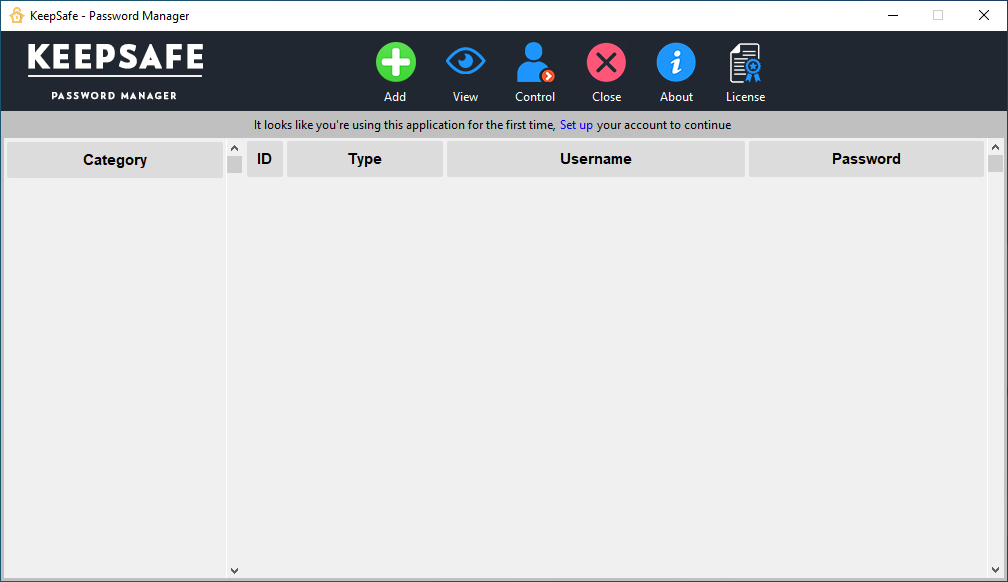 KeepSafe - Password Manager
KEEPSAFE
PASSWORD MANAGER
Add
View
Control
Close
About
License
It looks like you're using this application for the first time, Set up your account to continue
Category
ID
Type
Username
Password